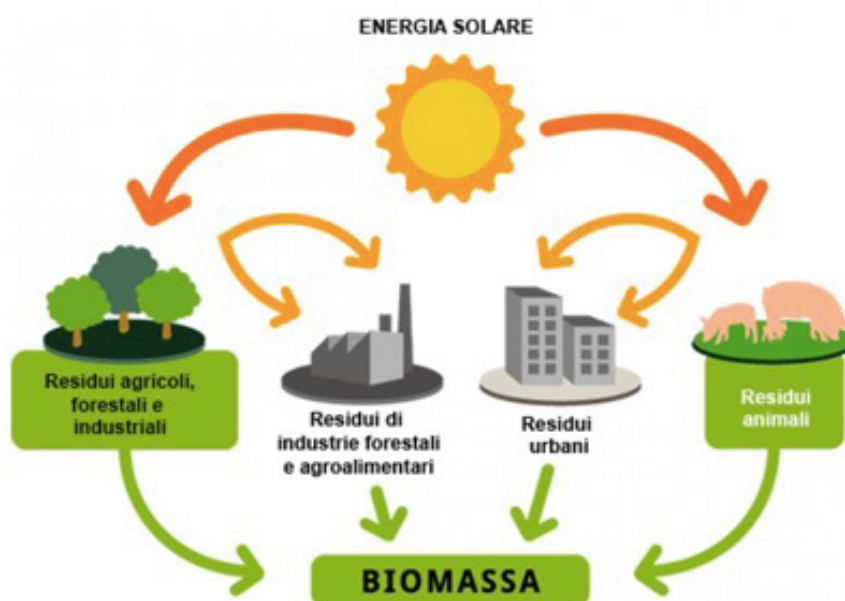 ENERGIA SOLARE
Residui agricoli,
forestali e
industriali
Residui di
industrie forestali
e agroalimentari
Residui
urbani
Residui
animali
BIOMASSA